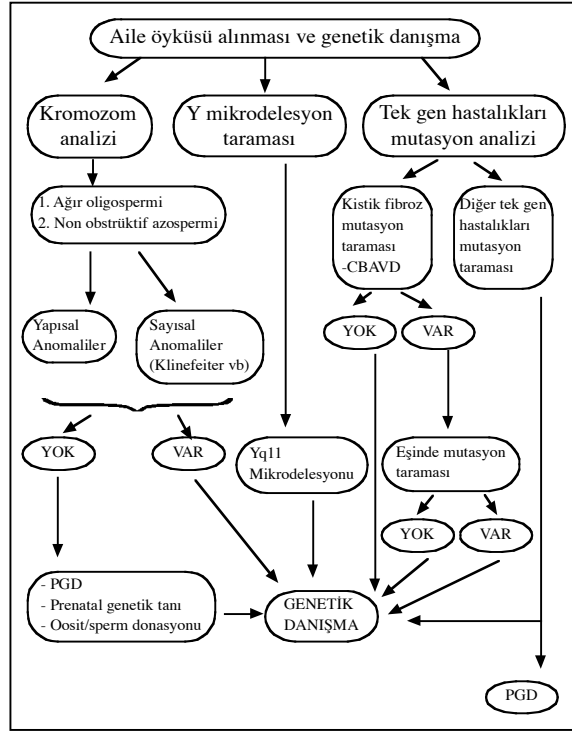 Aile öyküsü alınması ve genetik danışma
Kromozom
analizi
Y mikrodelesyon
taraması
Tek gen hastalıkları
mutasyon analizi
1. Ağır oligospermi
2. Non obstrüktif azospermi
Kistik fibroz
mutasyon
taraması
-CBAVD
Diğer tek gen
hastalıkları
mutasyon
taraması
Yapısal
Anomaliler
Sayısal
Anomaliler
(Klinefeiter vb)
YOK
VAR
YOK
VAR
Yq11
Mikrodelesyonu
Eşinde mutasyon
taraması
YOK
VAR
- PGD
- Prenatal genetik tanı
- Oosit/sperm donasyonu
GENETİK
DANIŞMA
PGD